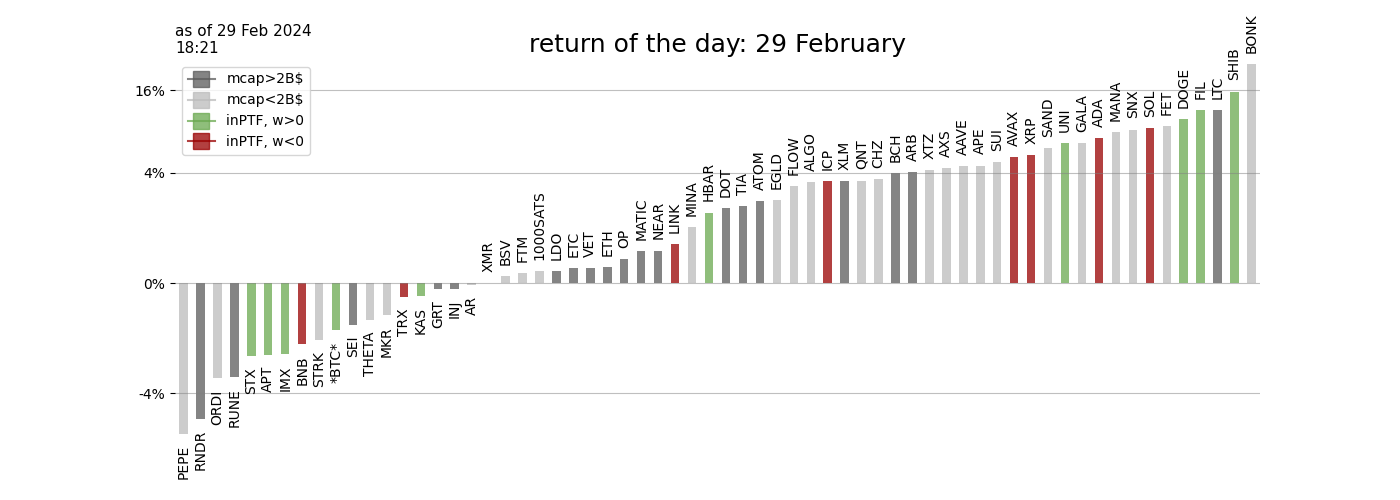 as of 29 Feb 2024
18:21
return of the day: 29 February
mcap>2B$
mcap<2B$
inPTF, w>0
inPTF, w<0
16%
4%
0%
-4%
PEPE
RNDR
ORDI
RUNE
STX
APT
IMX
BNB
STRK
*BTC*
SEI
THETA
MKR
TRX
KAS
GRT
INJ
AR
XMR
BSV
FTM
1000SATS
LDO
ETC
VET
ETH
OP
MATIC
NEAR
LINK
MINA
HBAR
DOT
TIA
ATOM
EGLD
FLOW
ALGO
ICP
XLM
QNT
CHZ
BCH
ARB
XTZ
AXS
AAVE
APE
SUI
AVAX
XRP
SAND
UNI
GALA
ADA
MANA
SNX
SOL
FET
DOGE
FIL
LTC
SHIB
BONK